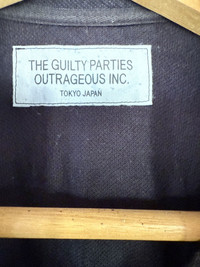 THE GUILTY PARTIES
OUTRAGEOUS INC.
TOKYO JAPAN